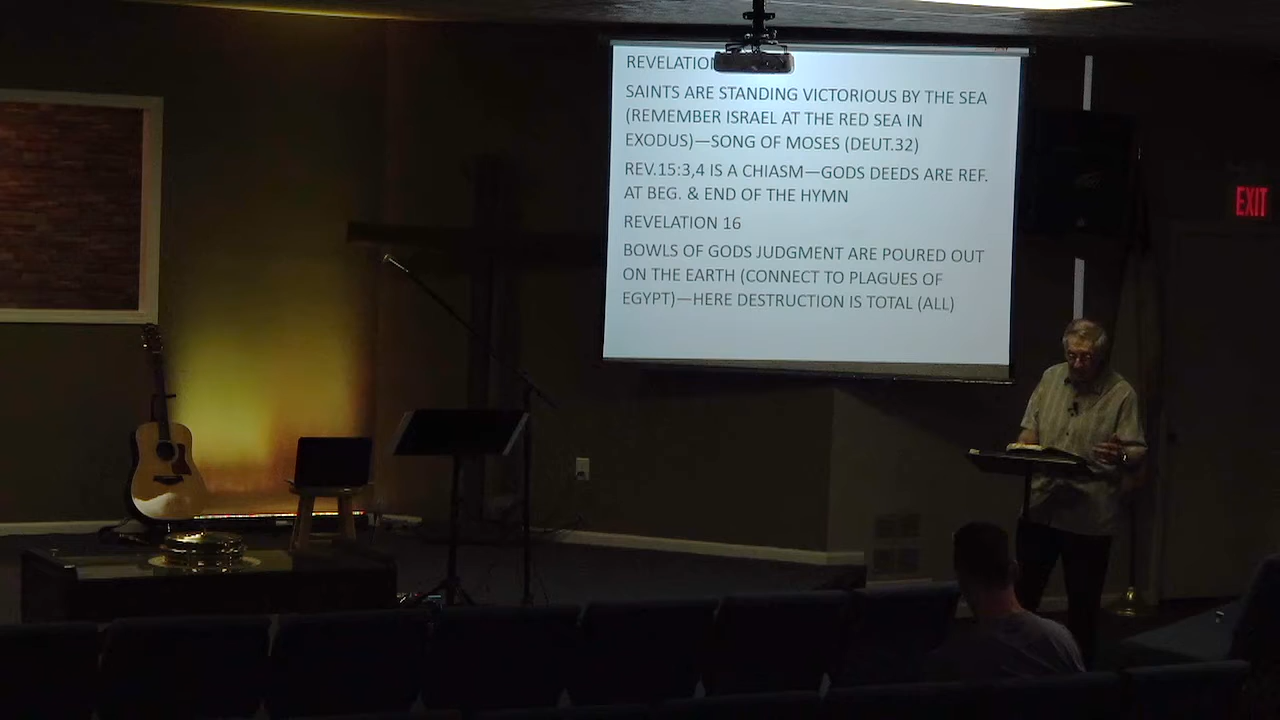 REVELATION
SAINTS ARE STANDING VICTORIOUS BY THE SEA
(REMEMBER ISRAEL AT THE RED SEA IN
EXODUS)—SONG OF MOSES (DEUT.32)
REV.15:3,4 IS A CHIASM—GODS DEEDS ARE REF.
AT BEG. & END OF THE HYMN
REVELATION 16
BOWLS OF GODS JUDGMENT ARE POURED OUT
ON THE EARTH (CONNECT TO PLAGUES OF
EGYPT)—HERE DESTRUCTION IS TOTAL (ALL)
EXIT